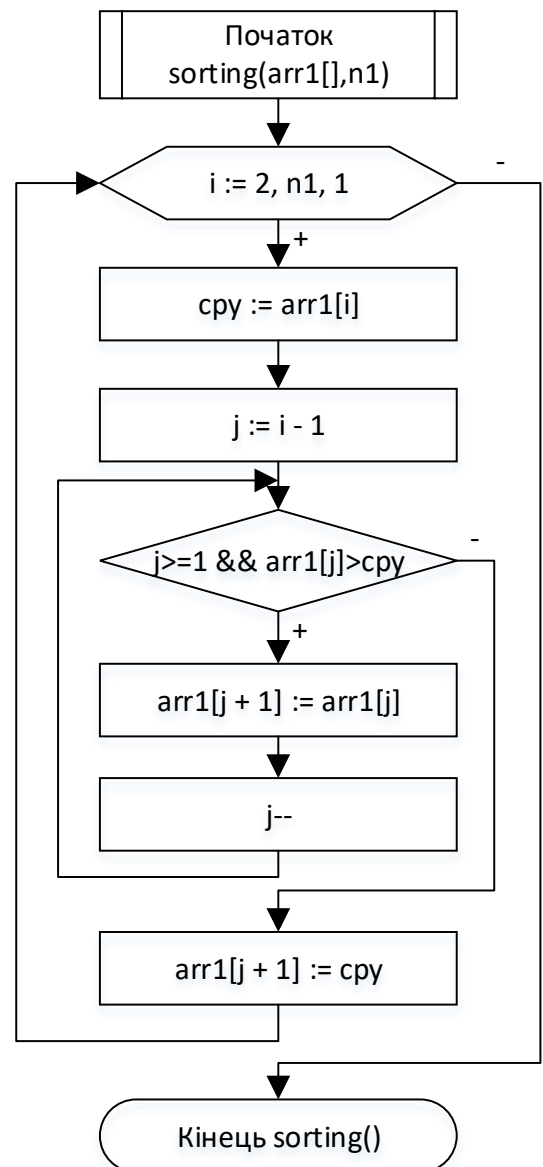 Початок
sorting(arr1[],n1)
i := 2, n1, 1
-
+
cpy := arr1[i]
j := i - 1
j>=1 && arr1[j]>cpy
-
+
arr1[j + 1] := arr1[j]
j--
arr1[j + 1] := cpy
Кінець sorting()